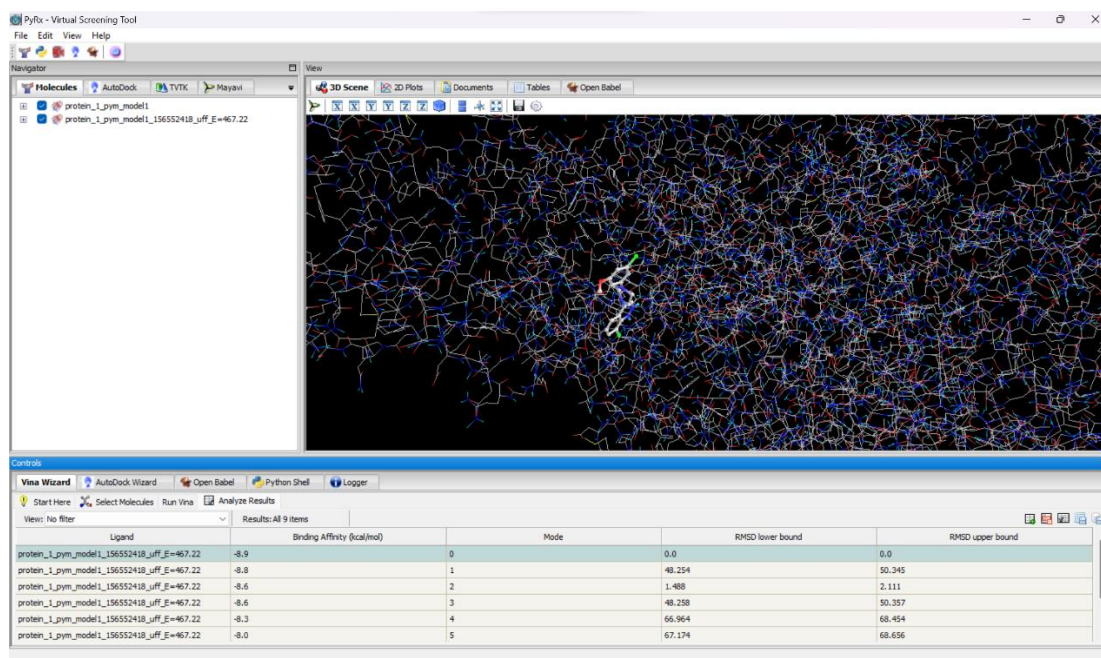 PyRx - Virtual Screening Tool
File Edit View Help
Navigator
View
Molecules AutoDock TVTK Mayavi
3D Scene 2D Plots Documents Tables Open Babel
protein_1_pym_model1
protein_1_pym_model1_156552418_uff_E=467.22
X X Y Y Z Z
Controls
Vina Wizard AutoDock Wizard Open Babel Python Shell Logger
Start Here Select Molecules Run Vina Analyze Results
View: No filter Results: All 9 items
Ligand Binding Affinity (kcal/mol) Mode RMSD lower bound RMSD upper bound
protein_1_pym_model1_156552418_uff_E=467.22 -8.9 0 0.0 0.0
protein_1_pym_model1_156552418_uff_E=467.22 -8.8 1 48.254 50.345
protein_1_pym_model1_156552418_uff_E=467.22 -8.6 2 1.488 2.111
protein_1_pym_model1_156552418_uff_E=467.22 -8.6 3 48.258 50.357
protein_1_pym_model1_156552418_uff_E=467.22 -8.3 4 66.964 68.454
protein_1_pym_model1_156552418_uff_E=467.22 -8.0 5 67.174 68.656